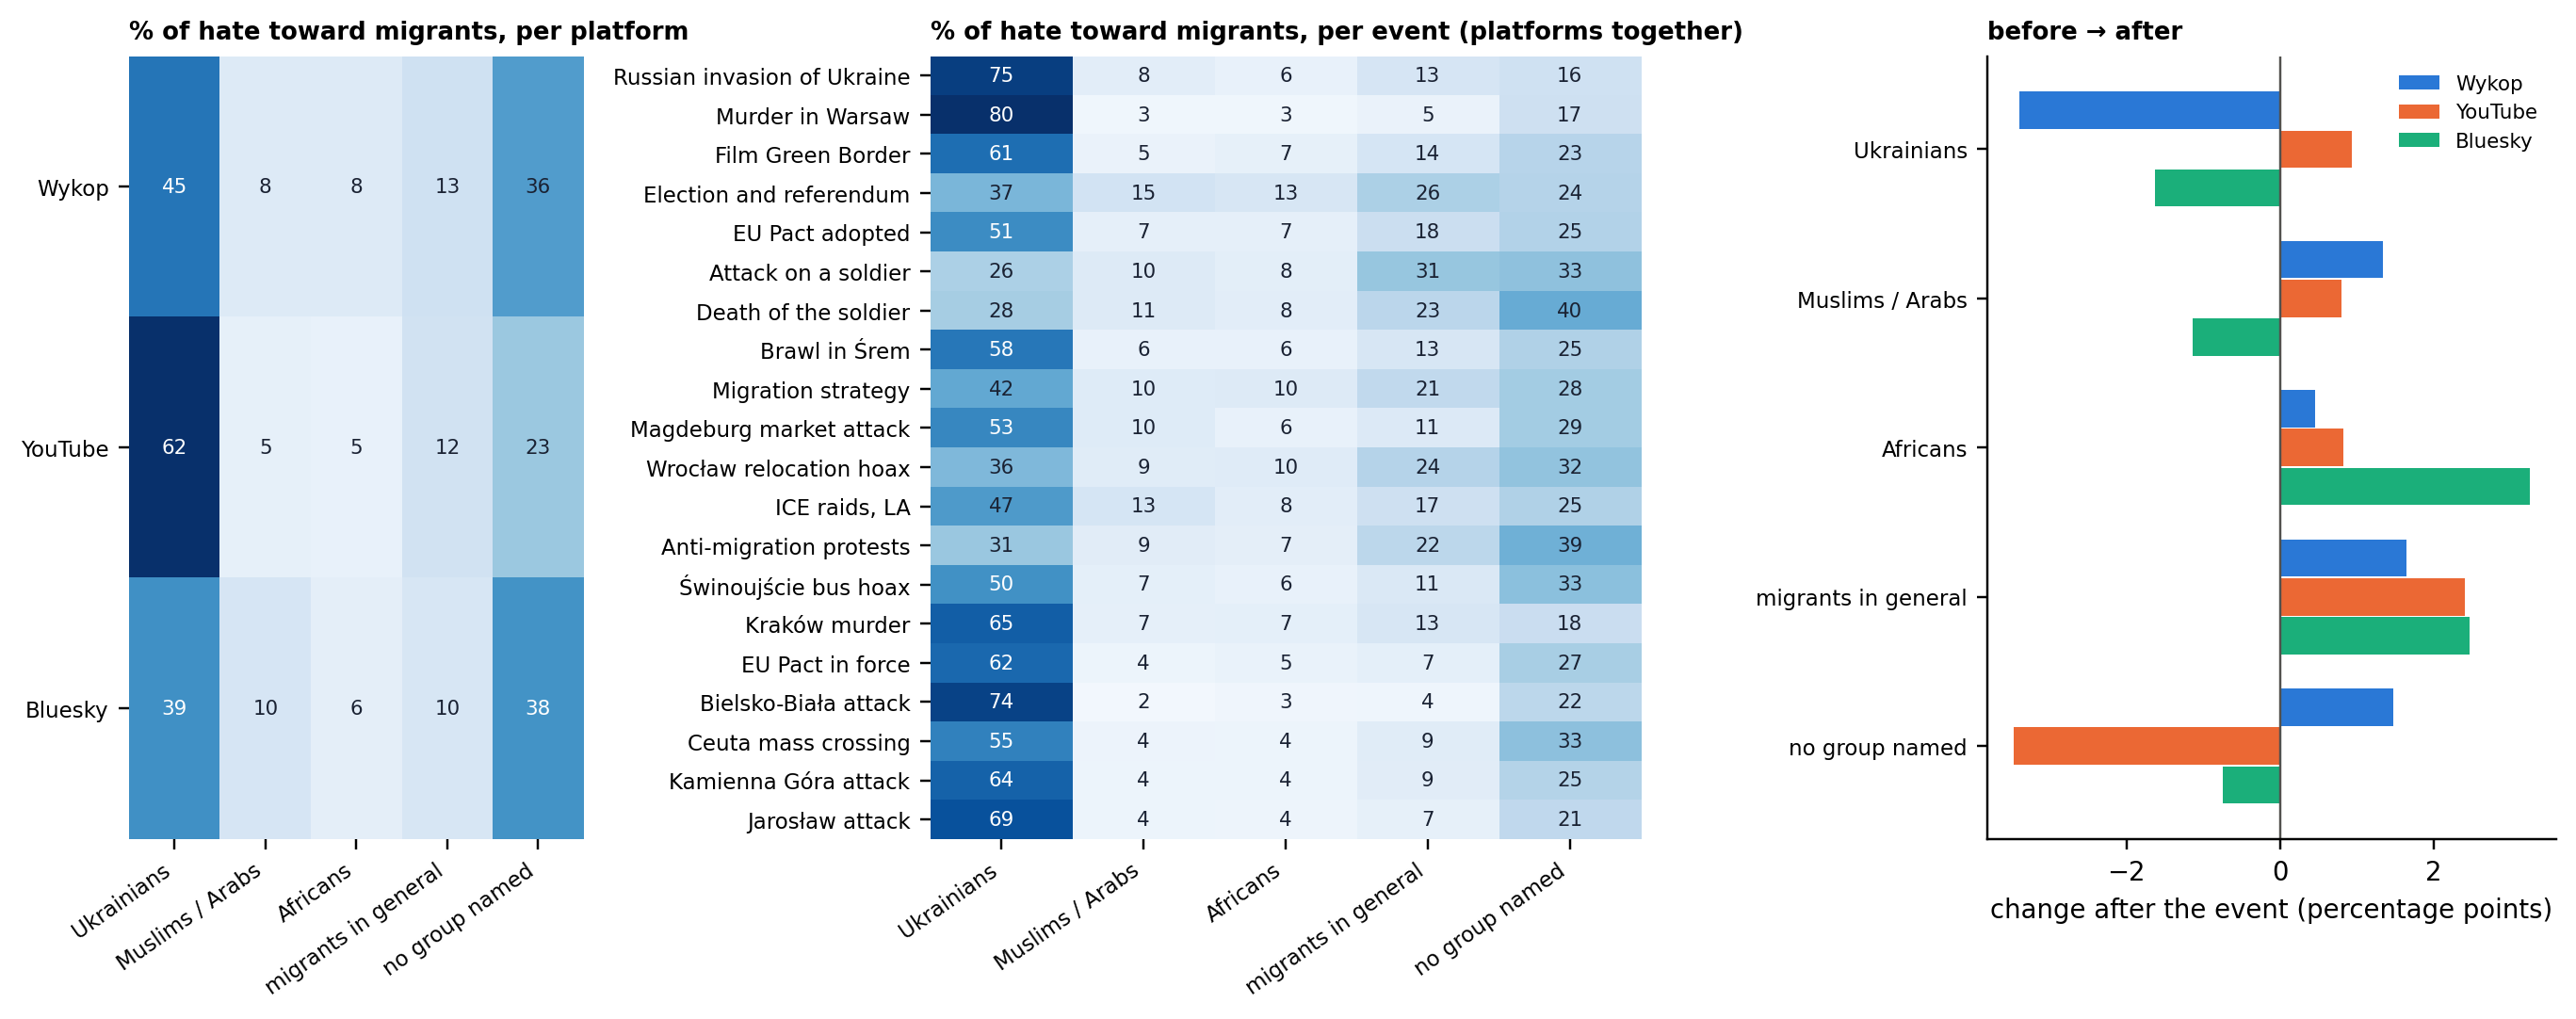 % of hate toward migrants, per platform
Wykop 45 8 8 13 36
YouTube 62 5 5 12 23
Bluesky 39 10 6 10 38
Ukrainians
Muslims / Arabs
Africans
migrants in general
no group named
% of hate toward migrants, per event (platforms together)
Russian invasion of Ukraine 75 8 6 13 16
Murder in Warsaw 80 3 3 5 17
Film Green Border 61 5 7 14 23
Election and referendum 37 15 13 26 24
EU Pact adopted 51 7 7 18 25
Attack on a soldier 26 10 8 31 33
Death of the soldier 28 11 8 23 40
Brawl in Śrem 58 6 6 13 25
Migration strategy 42 10 10 21 28
Magdeburg market attack 53 10 6 11 29
Wrocław relocation hoax 36 9 10 24 32
ICE raids, LA 47 13 8 17 25
Anti-migration protests 31 9 7 22 39
Świnoujście bus hoax 50 7 6 11 33
Kraków murder 65 7 7 13 18
EU Pact in force 62 4 5 7 27
Bielsko-Biała attack 74 2 3 4 22
Ceuta mass crossing 55 4 4 9 33
Kamienna Góra attack 64 4 4 9 25
Jarosław attack 69 4 4 7 21
Ukrainians
Muslims / Arabs
Africans
migrants in general
no group named
before → after
Wykop
YouTube
Bluesky
Ukrainians
Muslims / Arabs
Africans
migrants in general
no group named
−2 0 2
change after the event (percentage points)